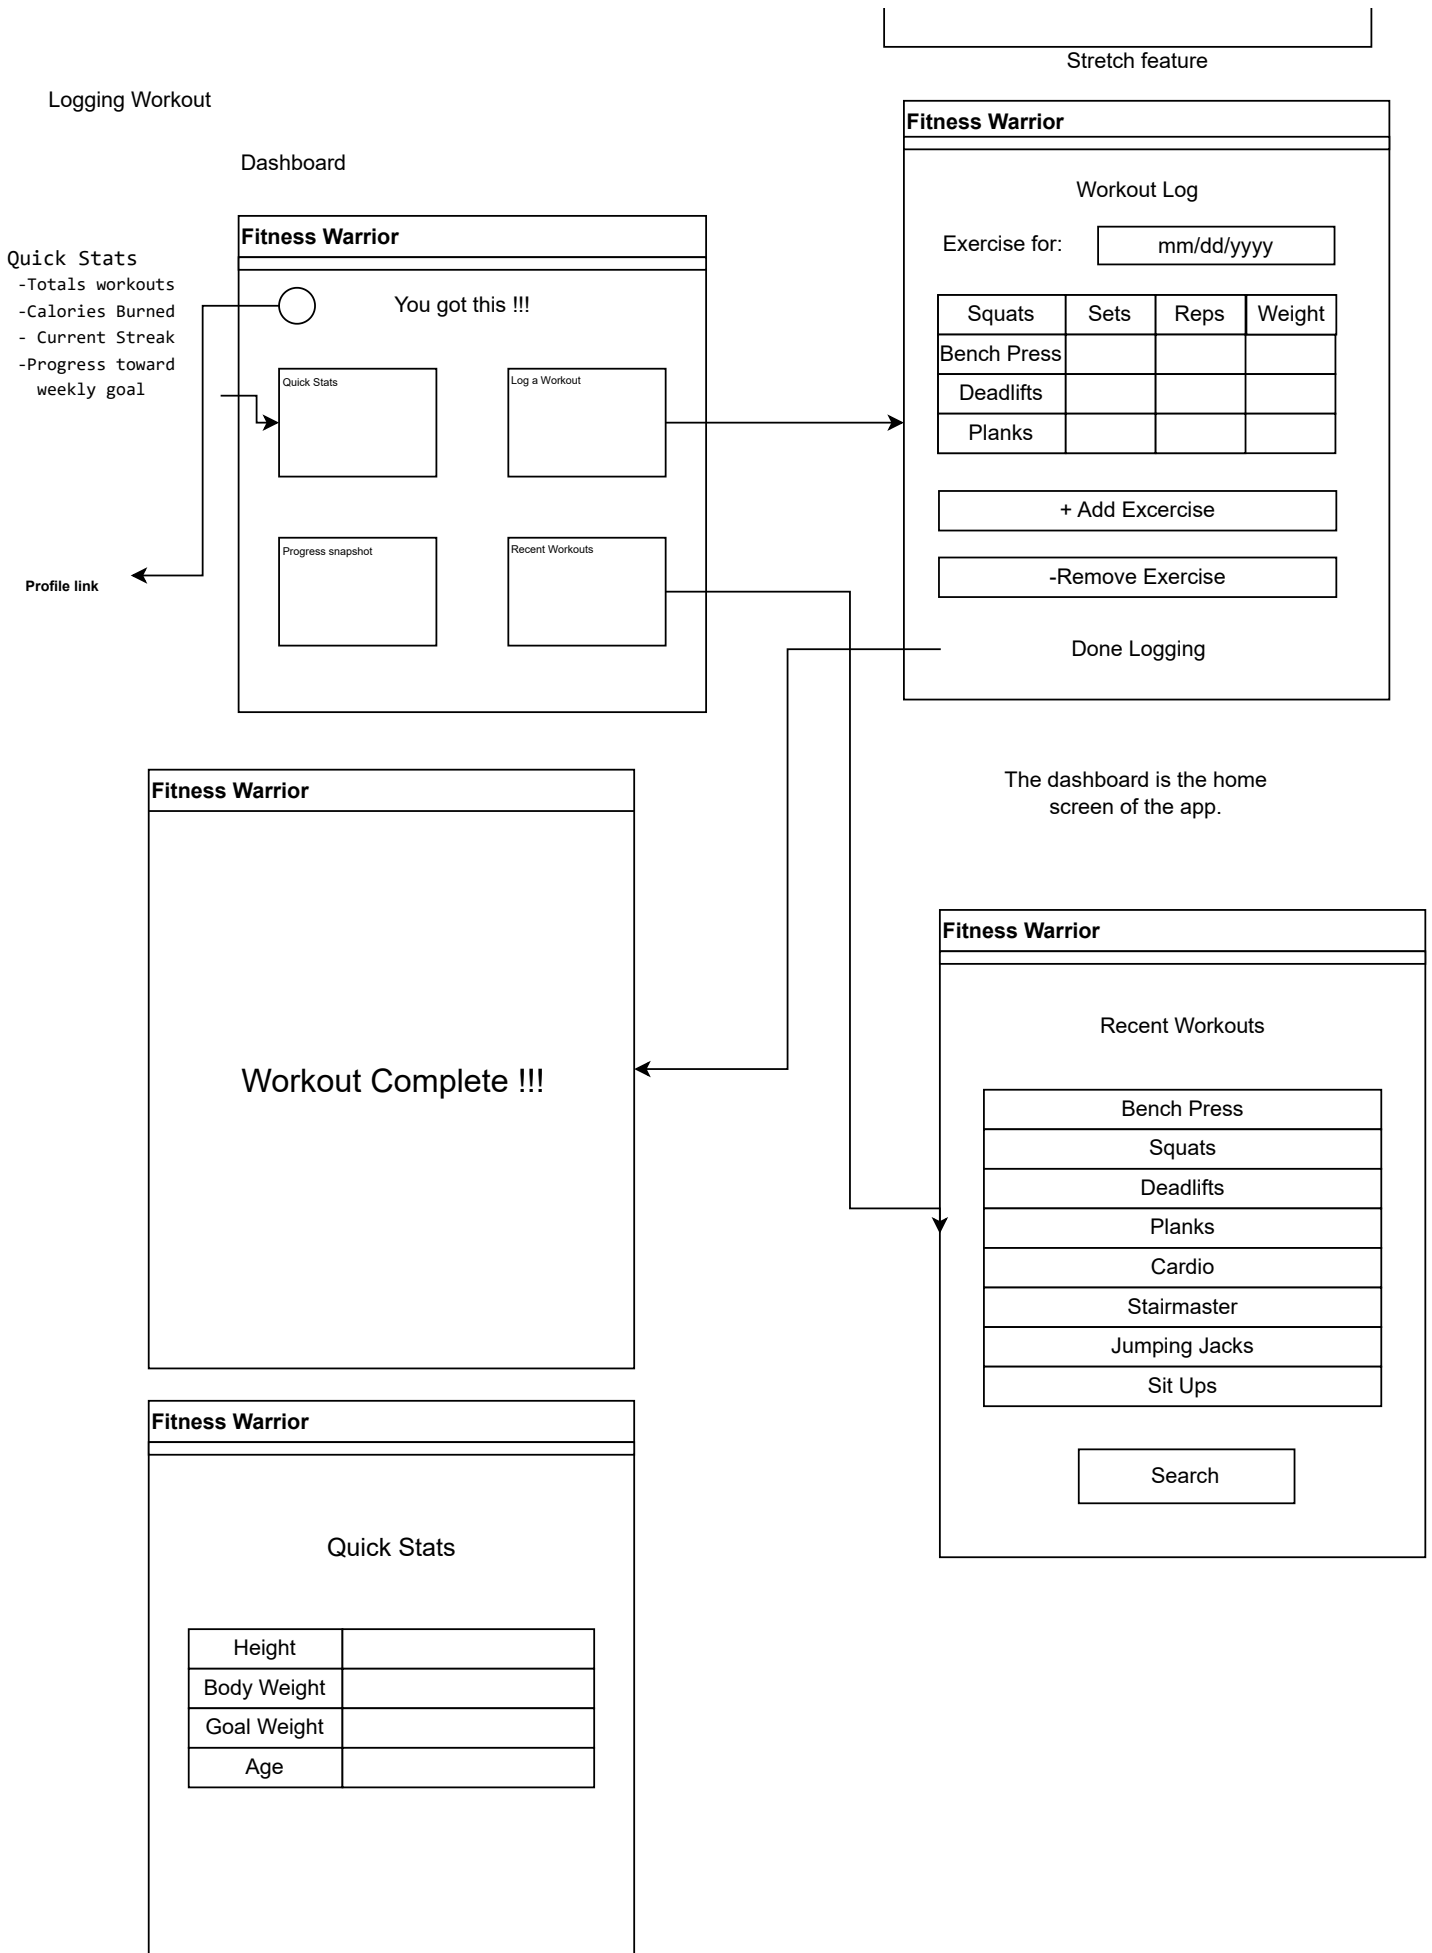 Stretch feature
Logging Workout
Dashboard
Quick Stats
-Totals workouts
-Calories Burned
- Current Streak
-Progress toward
weekly goal
Profile link
Fitness Warrior
You got this !!!
Quick Stats
Log a Workout
Progress snapshot
Recent Workouts
Fitness Warrior
Workout Log
Exercise for: mm/dd/yyyy
Squats Sets Reps Weight
Bench Press
Deadlifts
Planks
+ Add Excercise
-Remove Exercise
Done Logging
The dashboard is the home
screen of the app.
Fitness Warrior
Workout Complete !!!
Fitness Warrior
Recent Workouts
Bench Press
Squats
Deadlifts
Planks
Cardio
Stairmaster
Jumping Jacks
Sit Ups
Search
Fitness Warrior
Quick Stats
Height
Body Weight
Goal Weight
Age